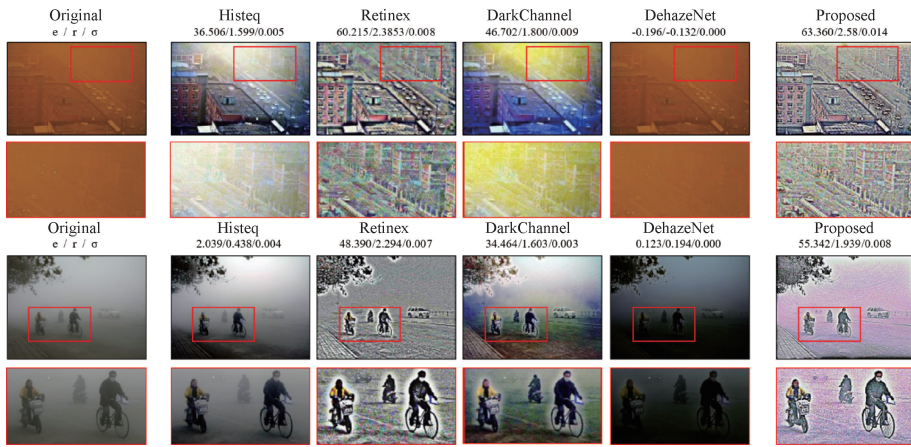 Original Histeq Retinex DarkChannel DehazeNet Proposed
e / r / σ 36.506/1.599/0.005 60.215/2.3853/0.008 46.702/1.800/0.009 -0.196/-0.132/0.000 63.360/2.58/0.014
Original Histeq Retinex DarkChannel DehazeNet Proposed
e / r / σ 2.039/0.438/0.004 48.390/2.294/0.007 34.464/1.603/0.003 0.123/0.194/0.000 55.342/1.939/0.008